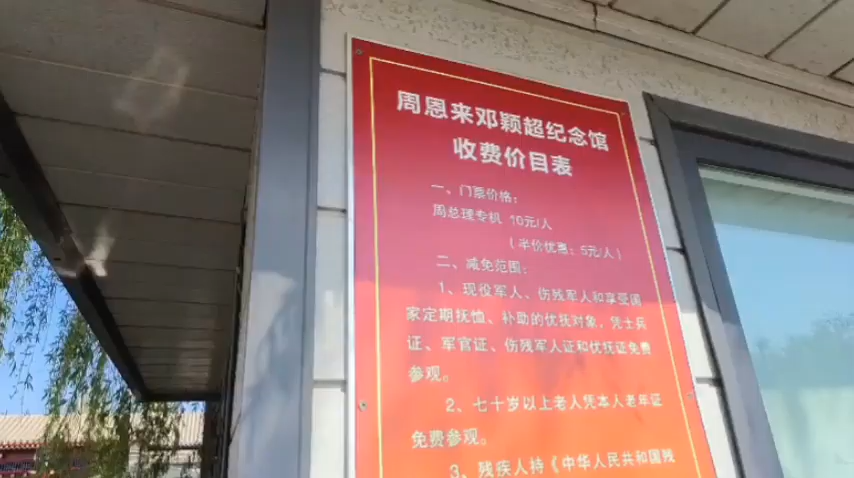 周恩来邓颖超纪念馆
收费价目表
一、门票价格：
周总理专机 10元/人
（半价优惠：5元/人）
二、减免范围：
1、现役军人、伤残军人和享受国
家定期抚恤、补助的优抚对象，凭士兵
证、军官证、伤残军人证和优抚证免费
参观。
2、七十岁以上老人凭本人老年证
免费参观。
3、残疾人持《中华人民共和国残